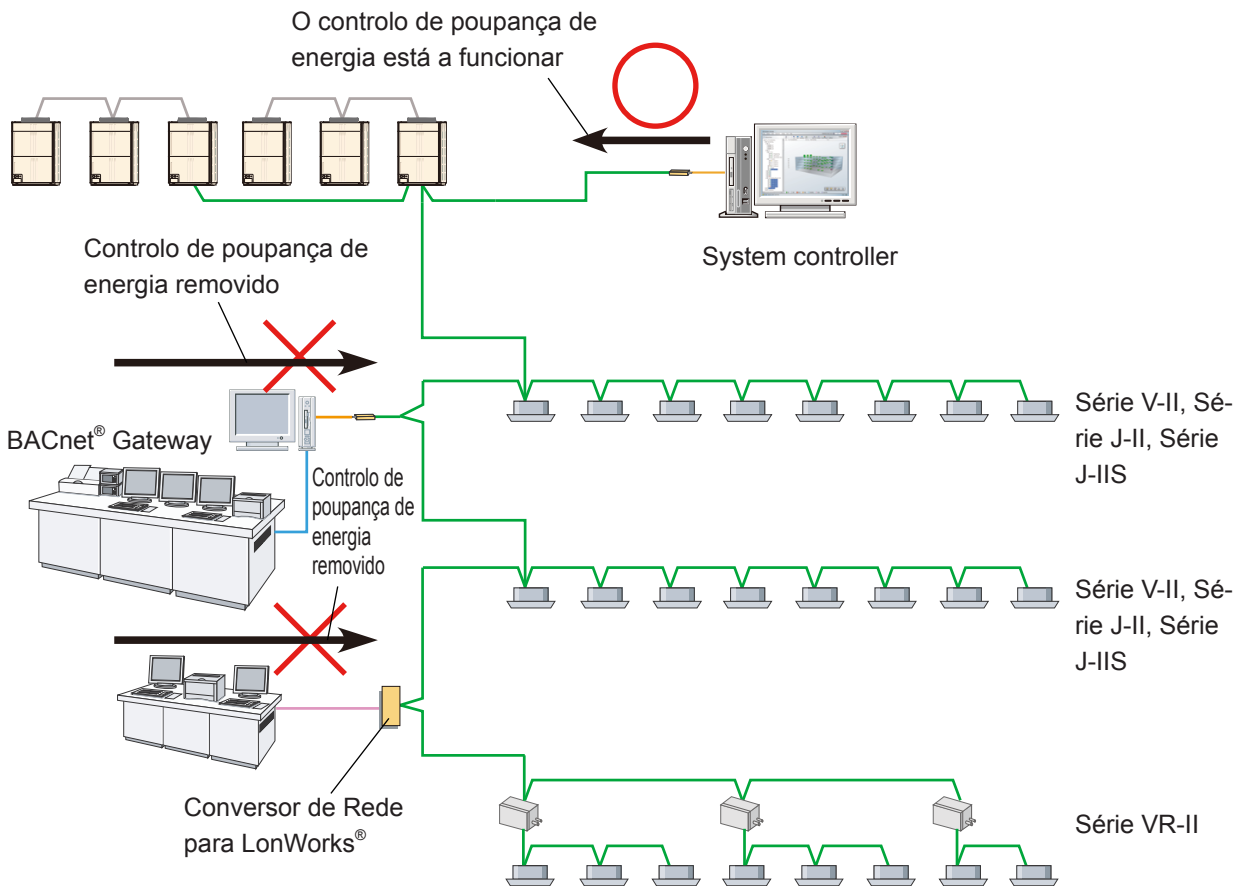 O controlo de poupança de
energia está a funcionar
System controller
Controlo de poupança de
energia removido
BACnet® Gateway
Série V-II, Sé-
rie J-II, Série
J-IIS
Controlo de
poupança de
energia
removido
Série V-II, Sé-
rie J-II, Série
J-IIS
Conversor de Rede
para LonWorks®
Série VR-II